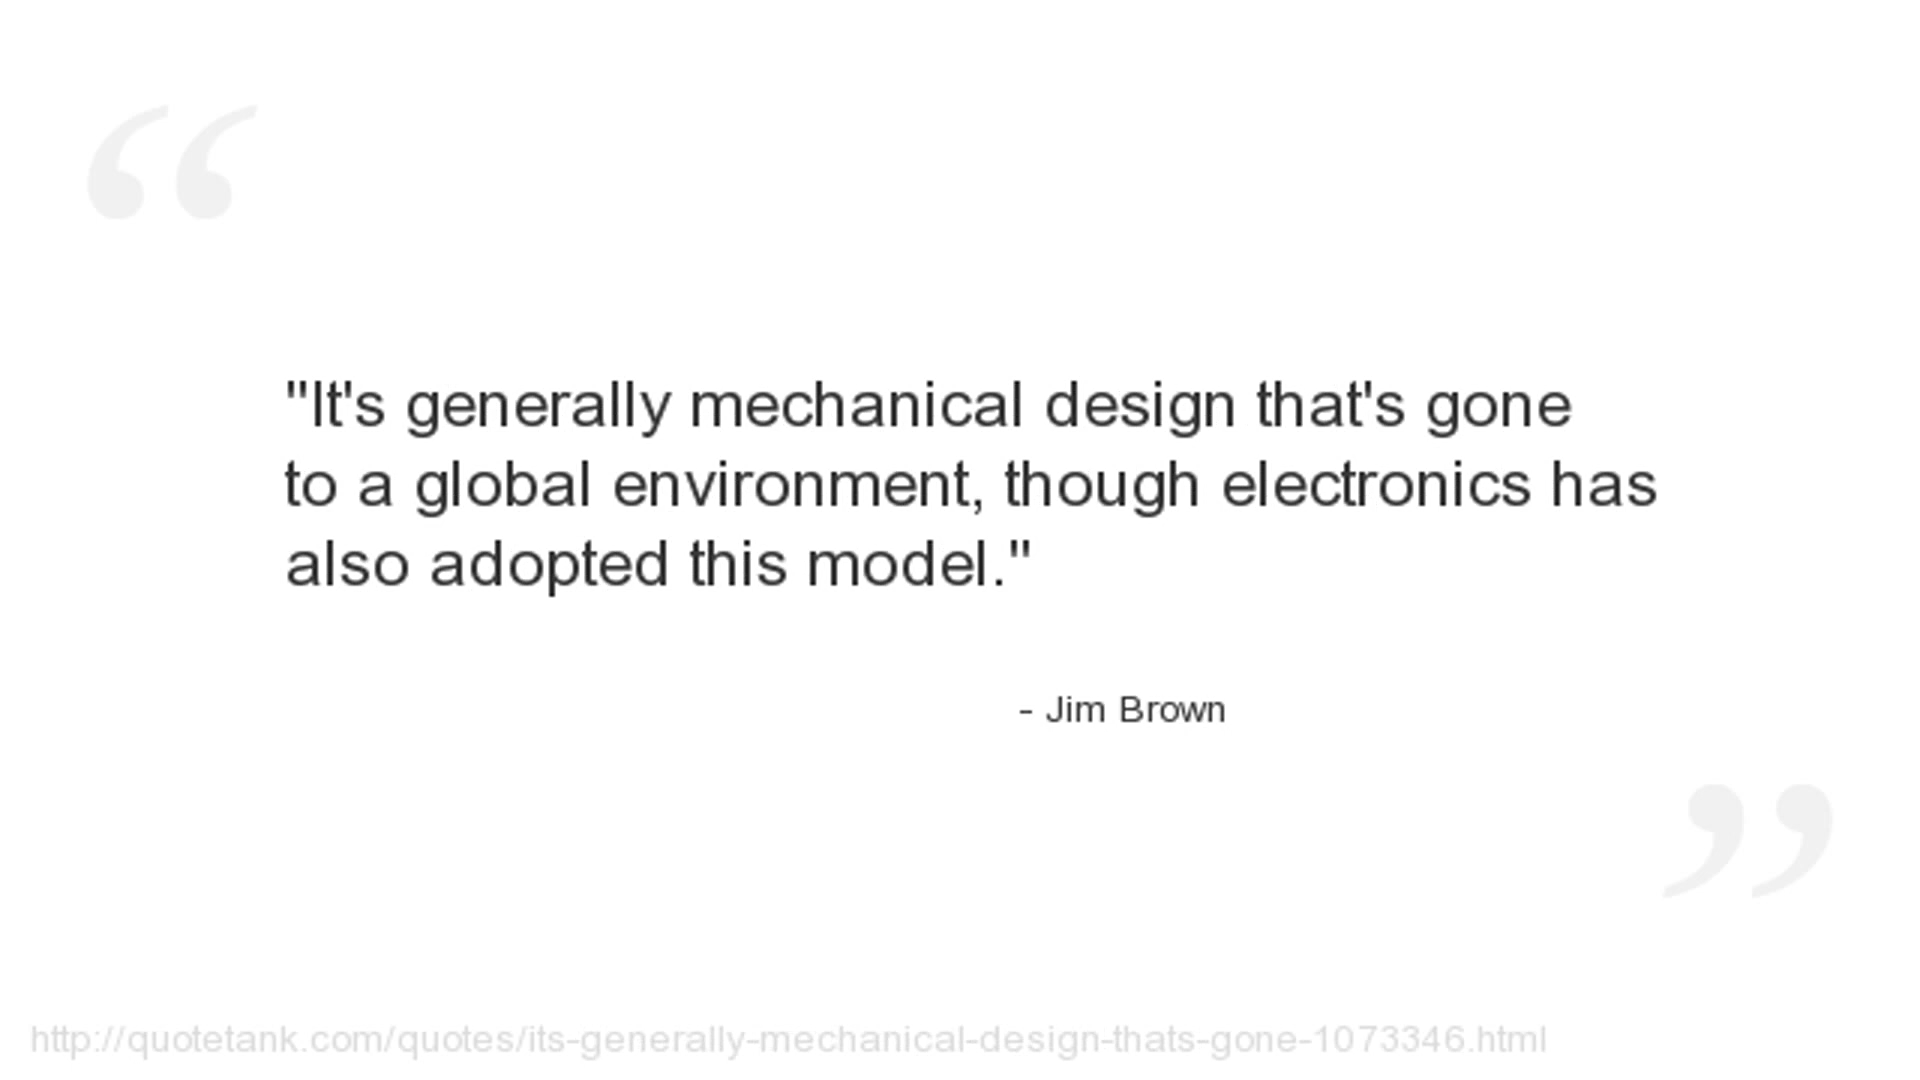 "It's generally mechanical design that's gone
to a global environment, though electronics has
also adopted this model."
- Jim Brown
http://quotetank.com/quotes/its-generally-mechanical-design-thats-gone-1073346.html